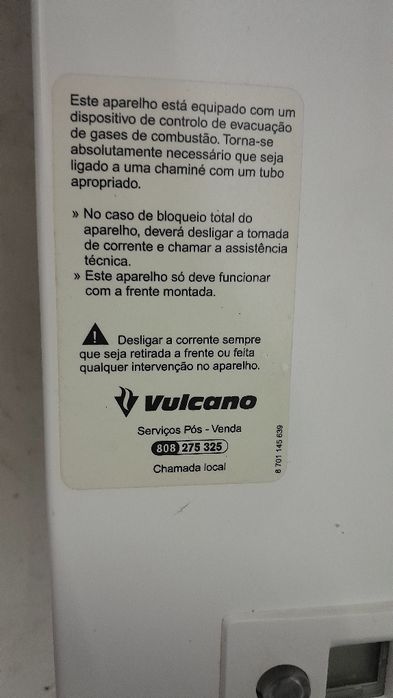 Este aparelho está equipado com um
dispositivo de controlo de evacuação
de gases de combustão. Torna-se
absolutamente necessário que seja
ligado a uma chaminé com um tubo
apropriado.
» No caso de bloqueio total do
aparelho, deverá desligar a tomada
de corrente e chamar a assistência
técnica.
» Este aparelho só deve funcionar
com a frente montada.
! Desligar a corrente sempre
que seja retirada a frente ou feita
qualquer intervenção no aparelho.
Vulcano
Serviços Pós - Venda
808 275 325
Chamada local
8 701 145 639